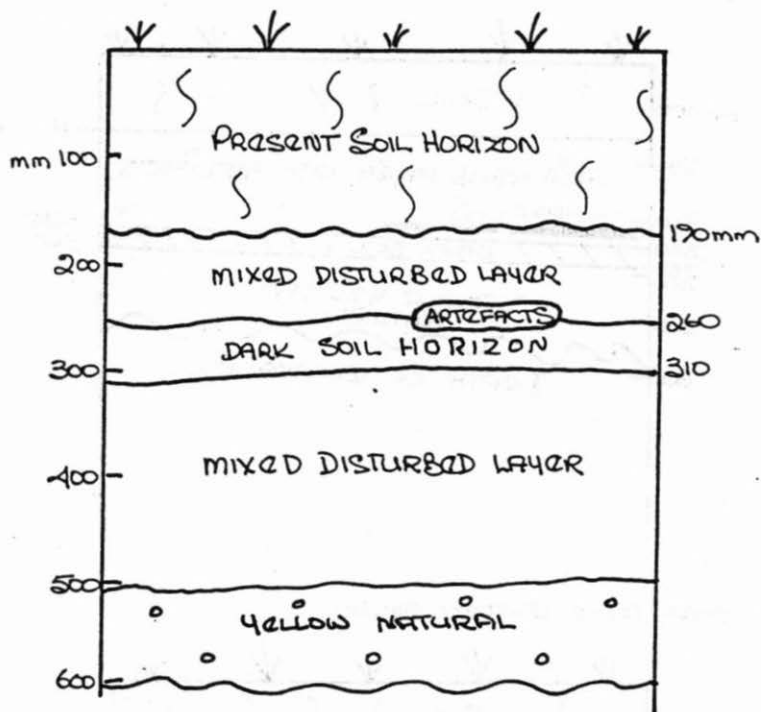 PRESENT SOIL HORIZON
mm 100
190mm
200
MIXED DISTURBED LAYER
ARTEFACTS
260
DARK SOIL HORIZON
300
310
MIXED DISTURBED LAYER
400
500
YELLOW NATURAL
600